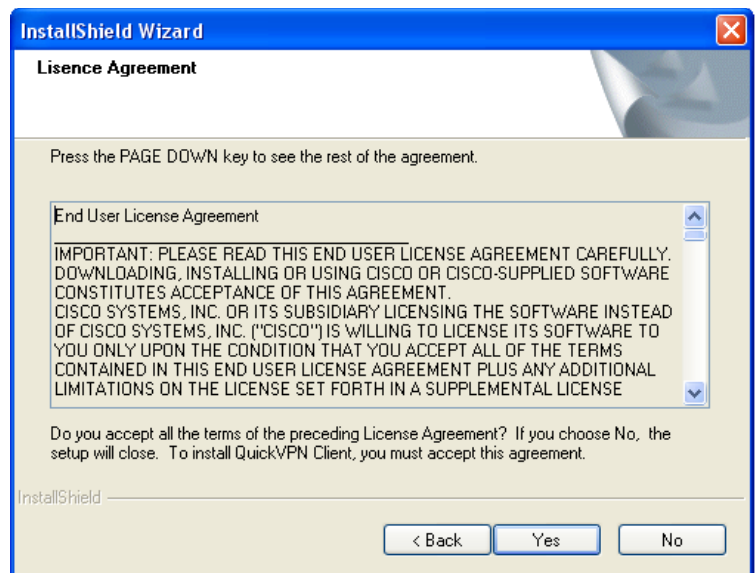 InstallShield Wizard
Lisence Agreement
Press the PAGE DOWN key to see the rest of the agreement.
End User License Agreement
IMPORTANT: PLEASE READ THIS END USER LICENSE AGREEMENT CAREFULLY.
DOWNLOADING, INSTALLING OR USING CISCO OR CISCO-SUPPLIED SOFTWARE
CONSTITUTES ACCEPTANCE OF THIS AGREEMENT.
CISCO SYSTEMS, INC. OR ITS SUBSIDIARY LICENSING THE SOFTWARE INSTEAD
OF CISCO SYSTEMS, INC. ("CISCO") IS WILLING TO LICENSE ITS SOFTWARE TO
YOU ONLY UPON THE CONDITION THAT YOU ACCEPT ALL OF THE TERMS
CONTAINED IN THIS END USER LICENSE AGREEMENT PLUS ANY ADDITIONAL
LIMITATIONS ON THE LICENSE SET FORTH IN A SUPPLEMENTAL LICENSE
Do you accept all the terms of the preceding License Agreement? If you choose No, the
setup will close. To install QuickVPN Client, you must accept this agreement.
InstallShield
< Back Yes No